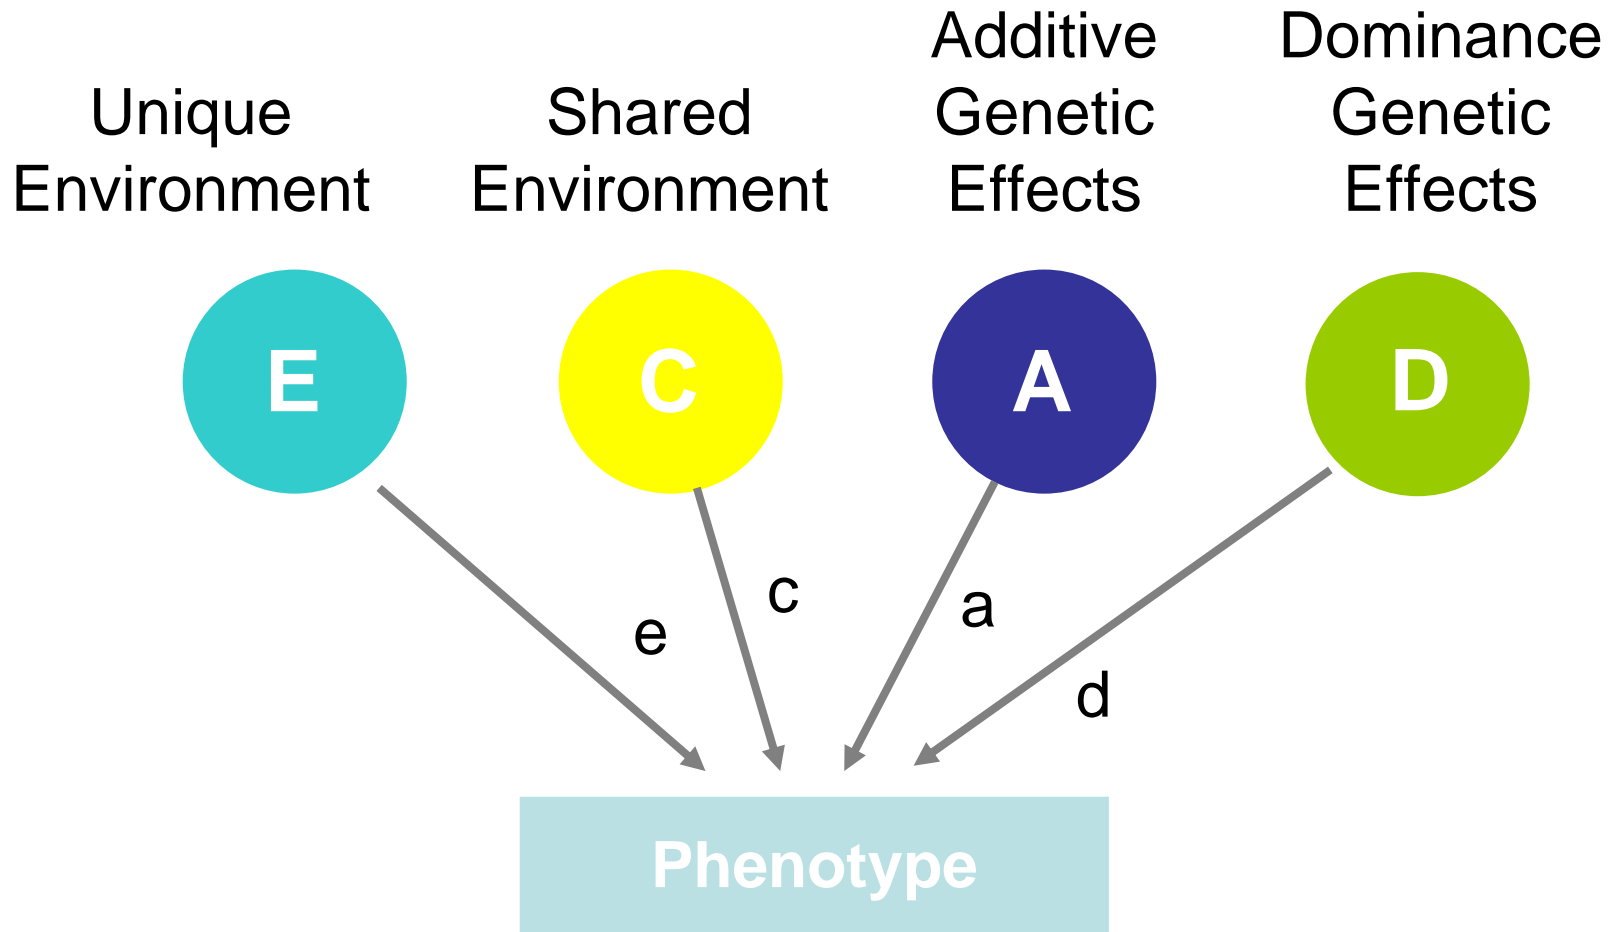 Unique
Environment
Shared
Environment
Additive
Genetic
Effects
Dominance
Genetic
Effects
E
C
A
D
e
c
a
d
Phenotype